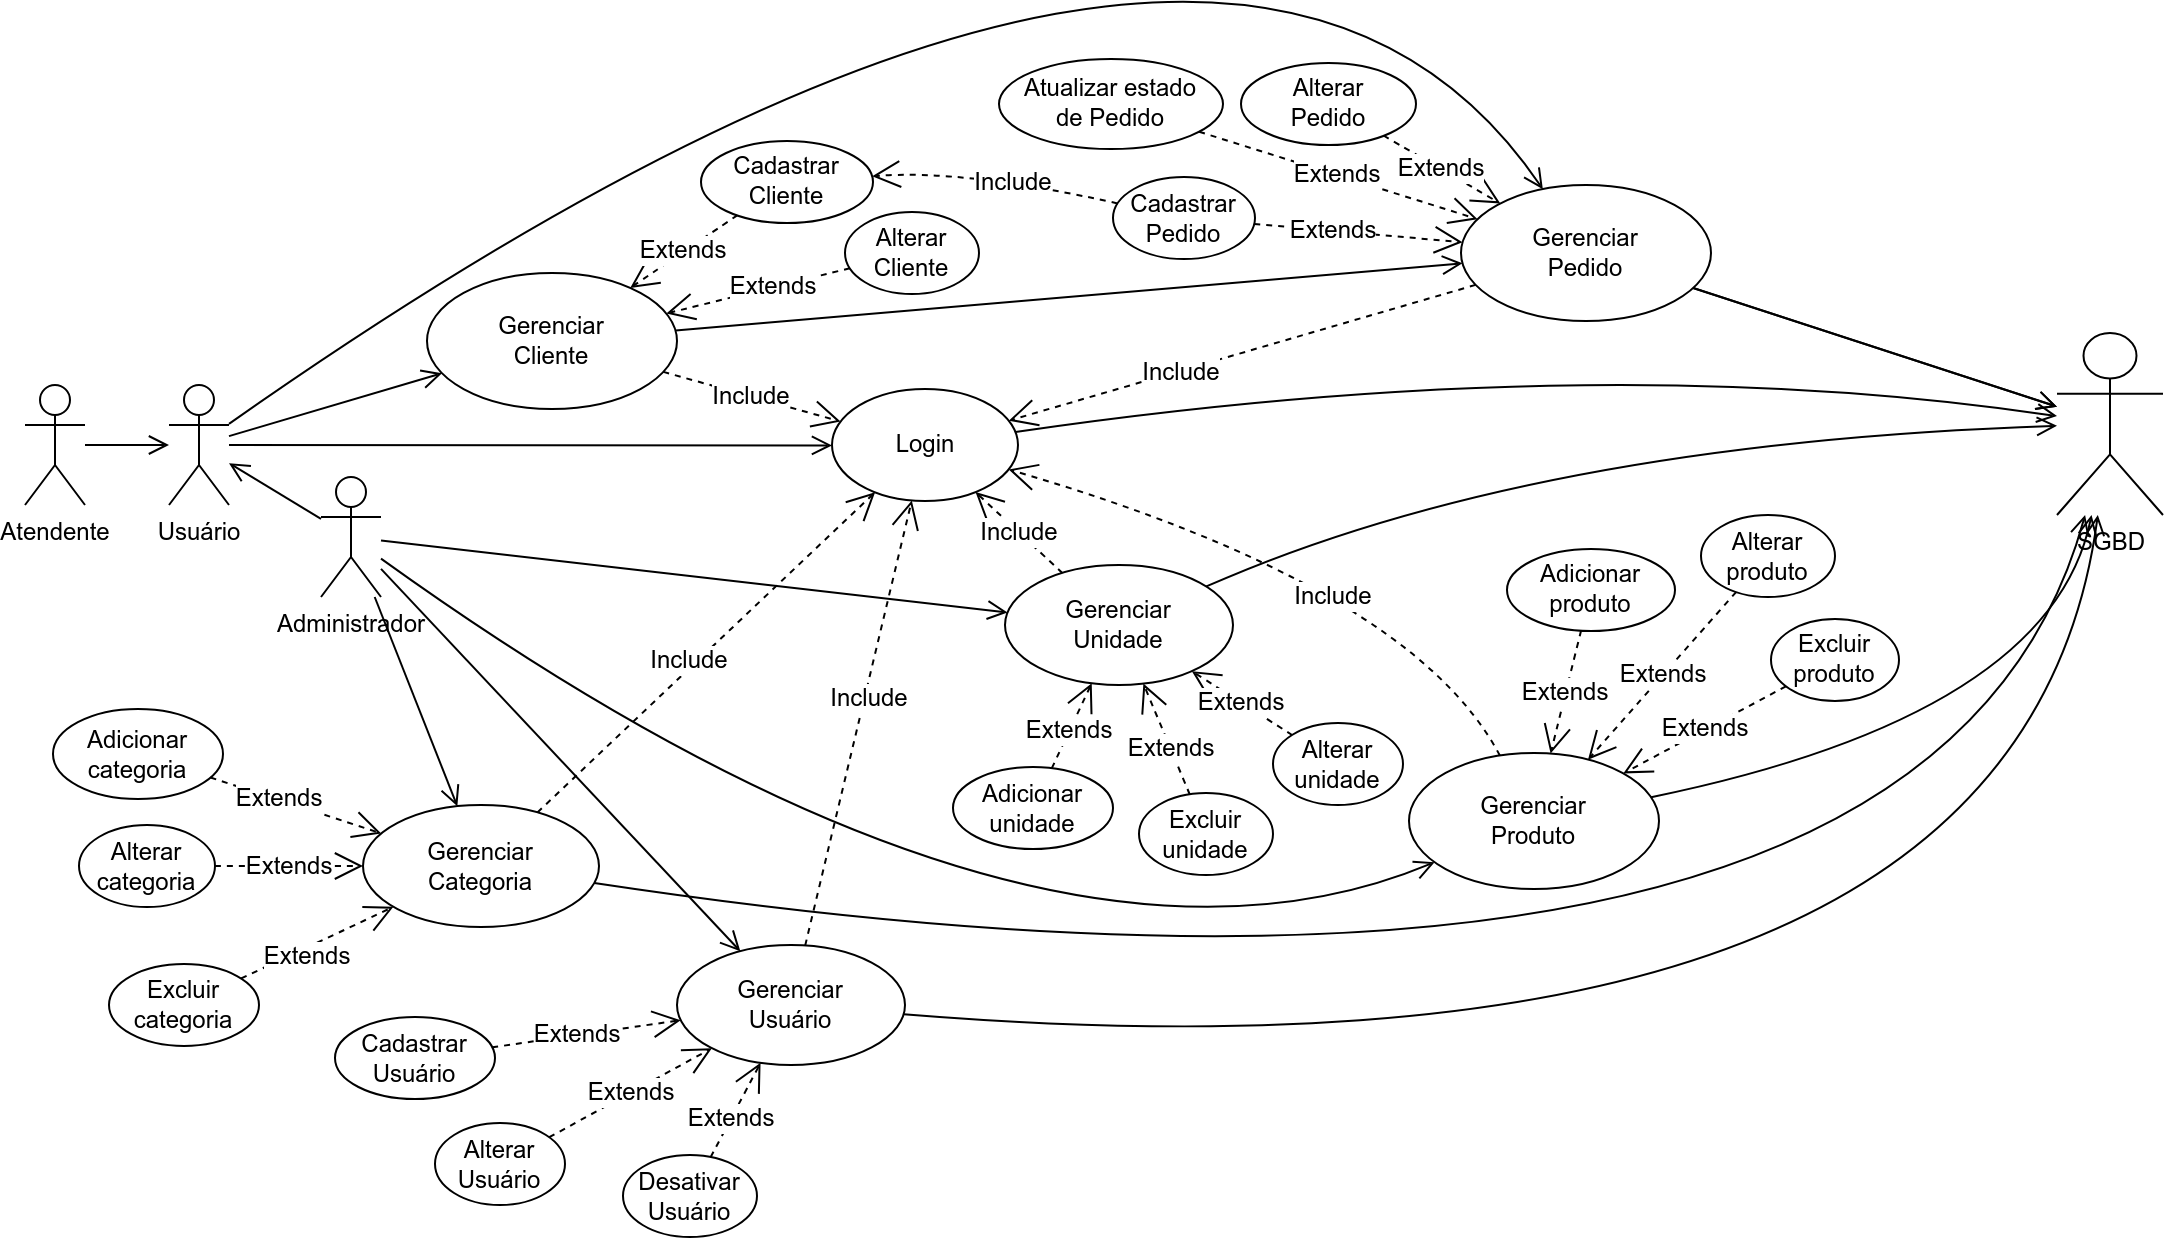 Atualizar estado
de Pedido
Alterar
Pedido
Cadastrar
Cliente
Extends
Extends
Include
Cadastrar
Pedido
Extends
Alterar
Cliente
Extends
Extends
Gerenciar
Pedido
Gerenciar
Cliente
Include
Include
Login
Atendente
Usuário
Administrador
SGBD
Include
Include
Include
Include
Gerenciar
Unidade
Adicionar
produto
Alterar
produto
Excluir
produto
Extends
Extends
Extends
Extends
Extends
Extends
Adicionar
unidade
Excluir
unidade
Alterar
unidade
Gerenciar
Produto
Adicionar
categoria
Extends
Alterar
categoria
Extends
Gerenciar
Categoria
Extends
Excluir
categoria
Gerenciar
Usuário
Cadastrar
Usuário
Extends
Extends
Extends
Alterar
Usuário
Desativar
Usuário